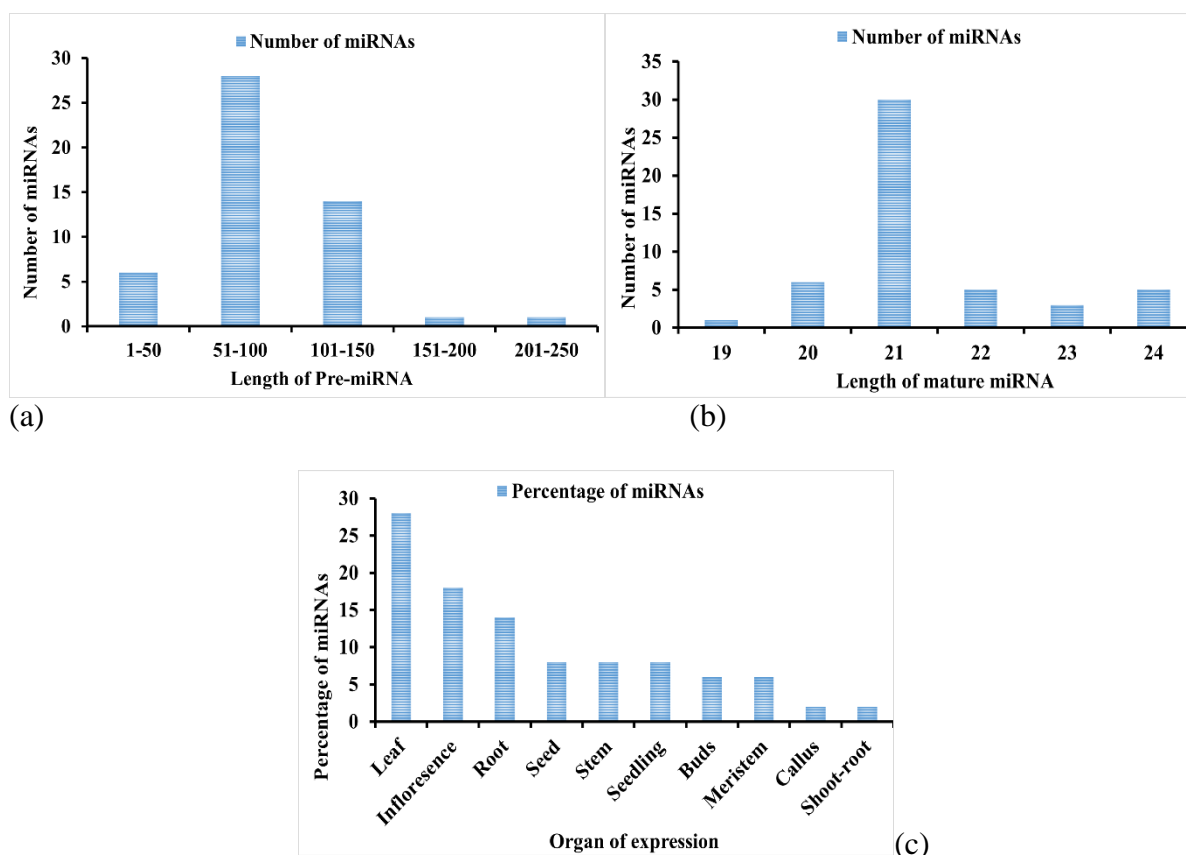 Number of miRNAs
Number of miRNAs
30
25
20
15
10
5
0
1-50 51-100 101-150 151-200 201-250
Length of Pre-miRNA
(a)
Number of miRNAs
Number of miRNAs
35
30
25
20
15
10
5
0
19 20 21 22 23 24
Length of mature miRNA
(b)
Percentage of miRNAs
Percentage of miRNAs
30
25
20
15
10
5
0
Leaf
Infloresence
Root
Seed
Stem
Seedling
Buds
Meristem
Callus
Shoot-root
Organ of expression
(c)